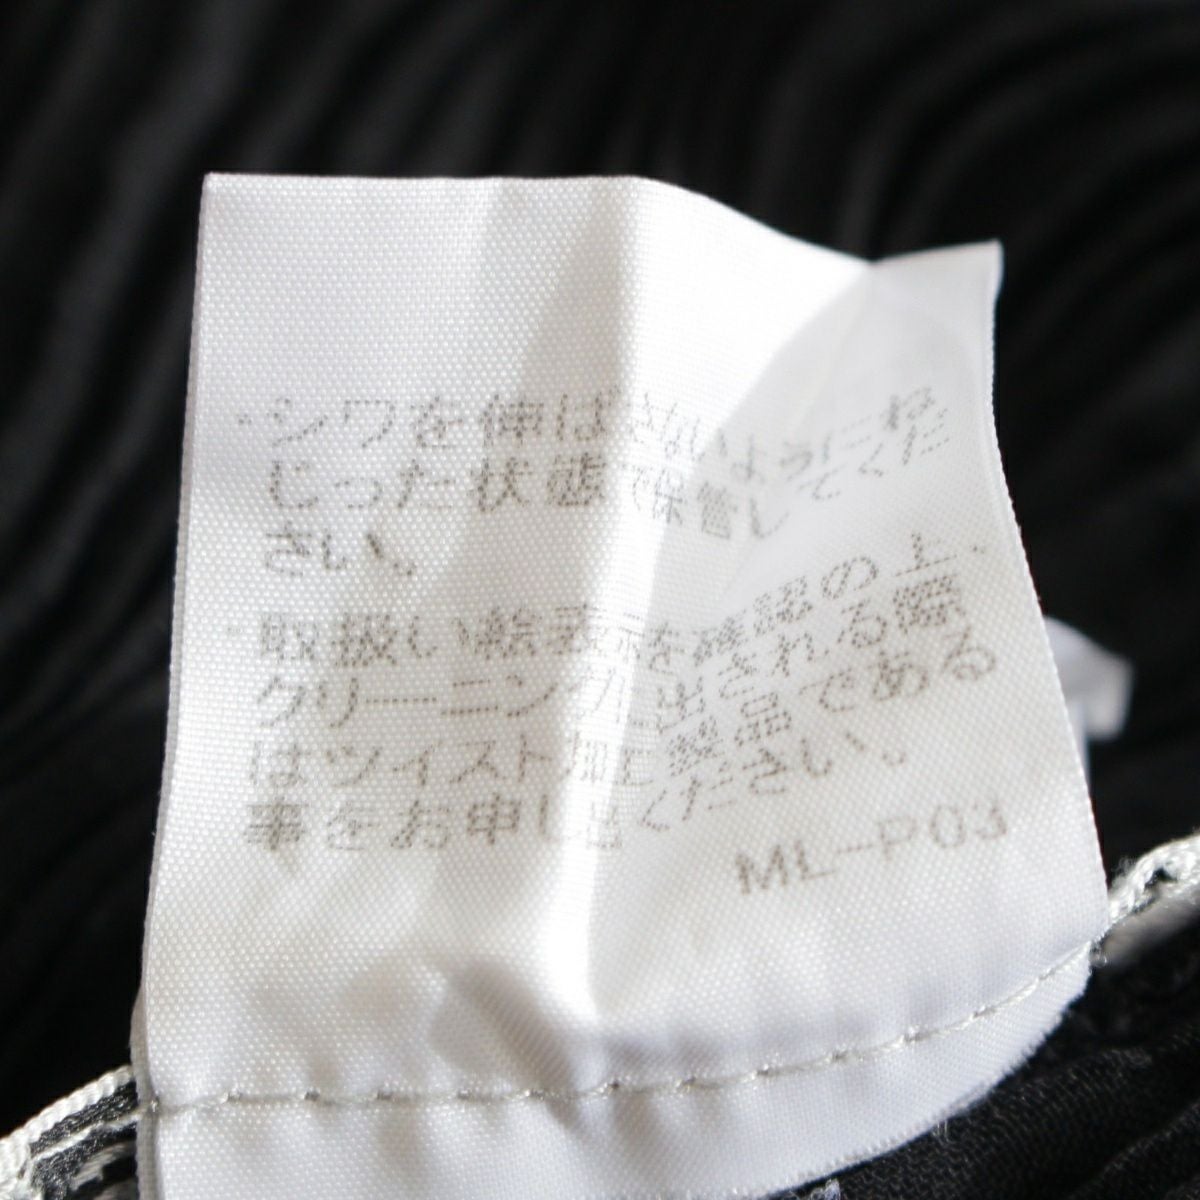 ・シワを伸ばさないようにね
じった状態で保管してくだ
さい。
・取扱い絵表示を確認の上、
クリーニングに出される際
はツイスト加工製品である
事をお申し出ください。
ML-P03